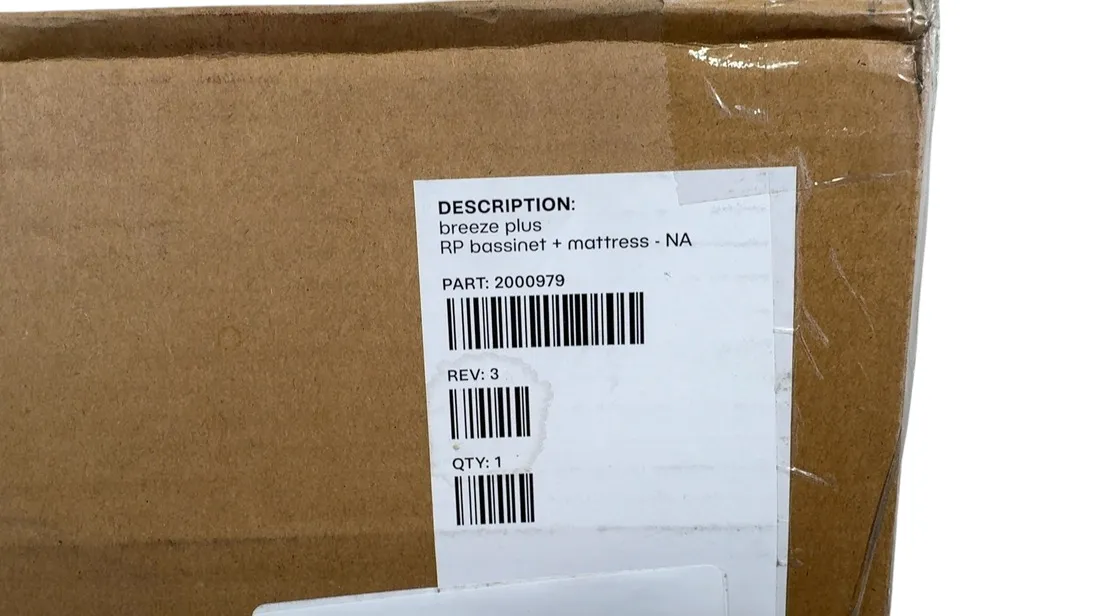 DESCRIPTION:
breeze plus
RP bassinet + mattress - NA
PART: 2000979
REV: 3
QTY: 1